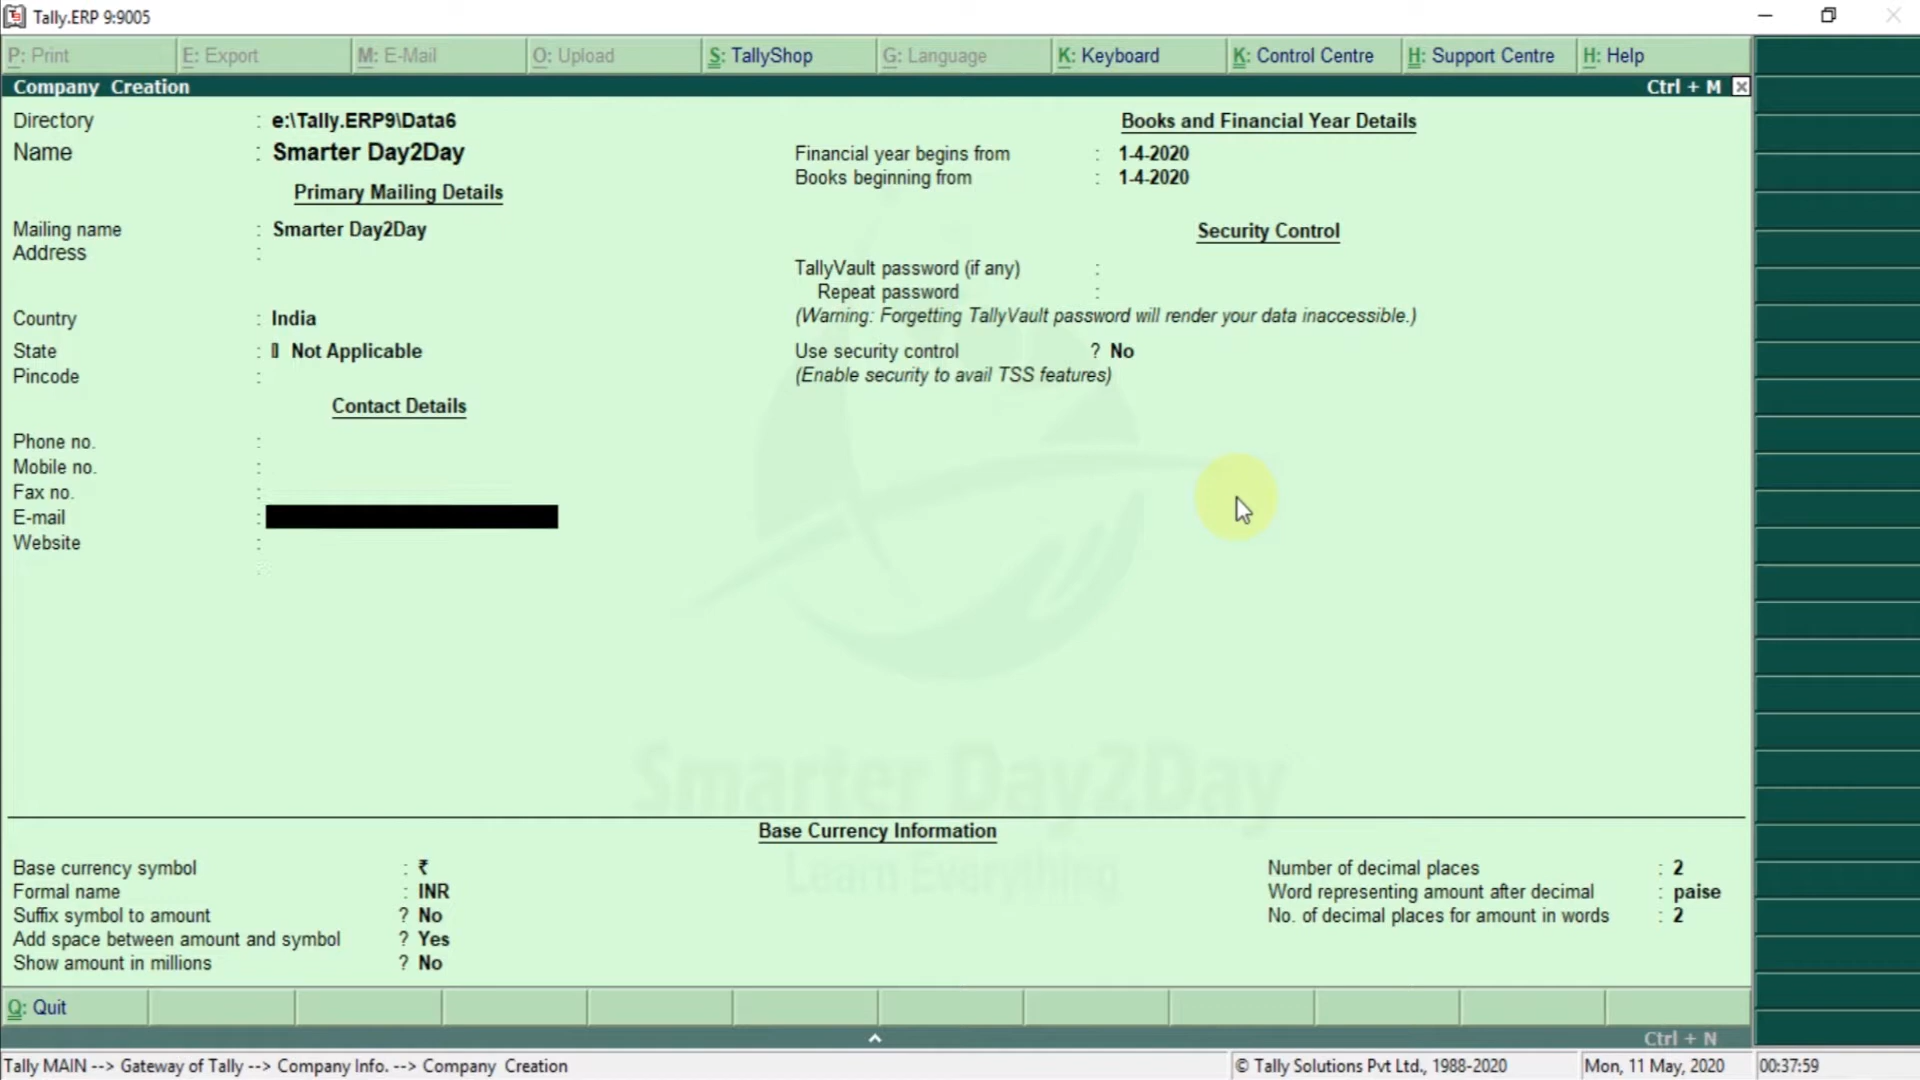 Tally.ERP 9:9005
P: Print E: Export M: E-Mail O: Upload S: TallyShop G: Language K: Keyboard K: Control Centre H: Support Centre H: Help
Company Creation Ctrl + M
Directory : e:\Tally.ERP9\Data6
Name : Smarter Day2Day
Primary Mailing Details
Mailing name : Smarter Day2Day
Address :
Country : India
State : Not Applicable
Pincode :
Contact Details
Phone no. :
Mobile no. :
Fax no. :
E-mail :
Website :
Books and Financial Year Details
Financial year begins from : 1-4-2020
Books beginning from : 1-4-2020
Security Control
TallyVault password (if any) :
Repeat password :
(Warning: Forgetting TallyVault password will render your data inaccessible.)
Use security control ? No
(Enable security to avail TSS features)
Smarter Day2Day
Learn Everything
Base Currency Information
Base currency symbol : ₹
Formal name : INR
Suffix symbol to amount ? No
Add space between amount and symbol ? Yes
Show amount in millions ? No
Number of decimal places : 2
Word representing amount after decimal : paise
No. of decimal places for amount in words : 2
Q: Quit
Ctrl + N
Tally MAIN --> Gateway of Tally --> Company Info. --> Company Creation © Tally Solutions Pvt Ltd., 1988-2020 Mon, 11 May, 2020 00:37:59